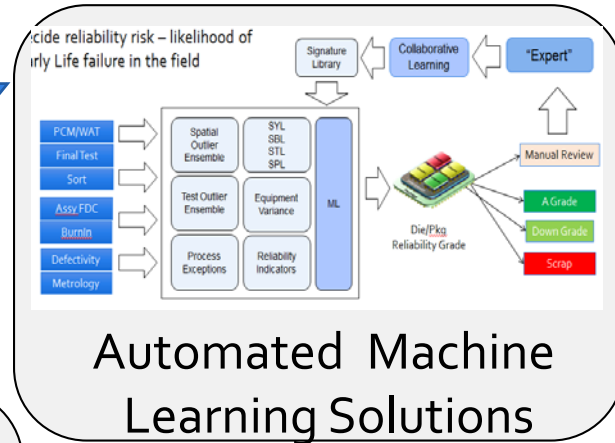 ecide reliability risk – likelihood of
arly Life failure in the field
Signature
Library
Collaborative
Learning
"Expert"
PCM/WAT
Final Test
Sort
Assy FDC
BurnIn
Defectivity
Metrology
Spatial
Outlier
Ensemble
SYL
SBL
STL
SPL
Test Outlier
Ensemble
Equipment
Variance
Process
Exceptions
Reliability
Indicators
ML
Die/Pkg
Reliability Grade
Manual Review
A Grade
Down Grade
Scrap
Automated Machine
Learning Solutions